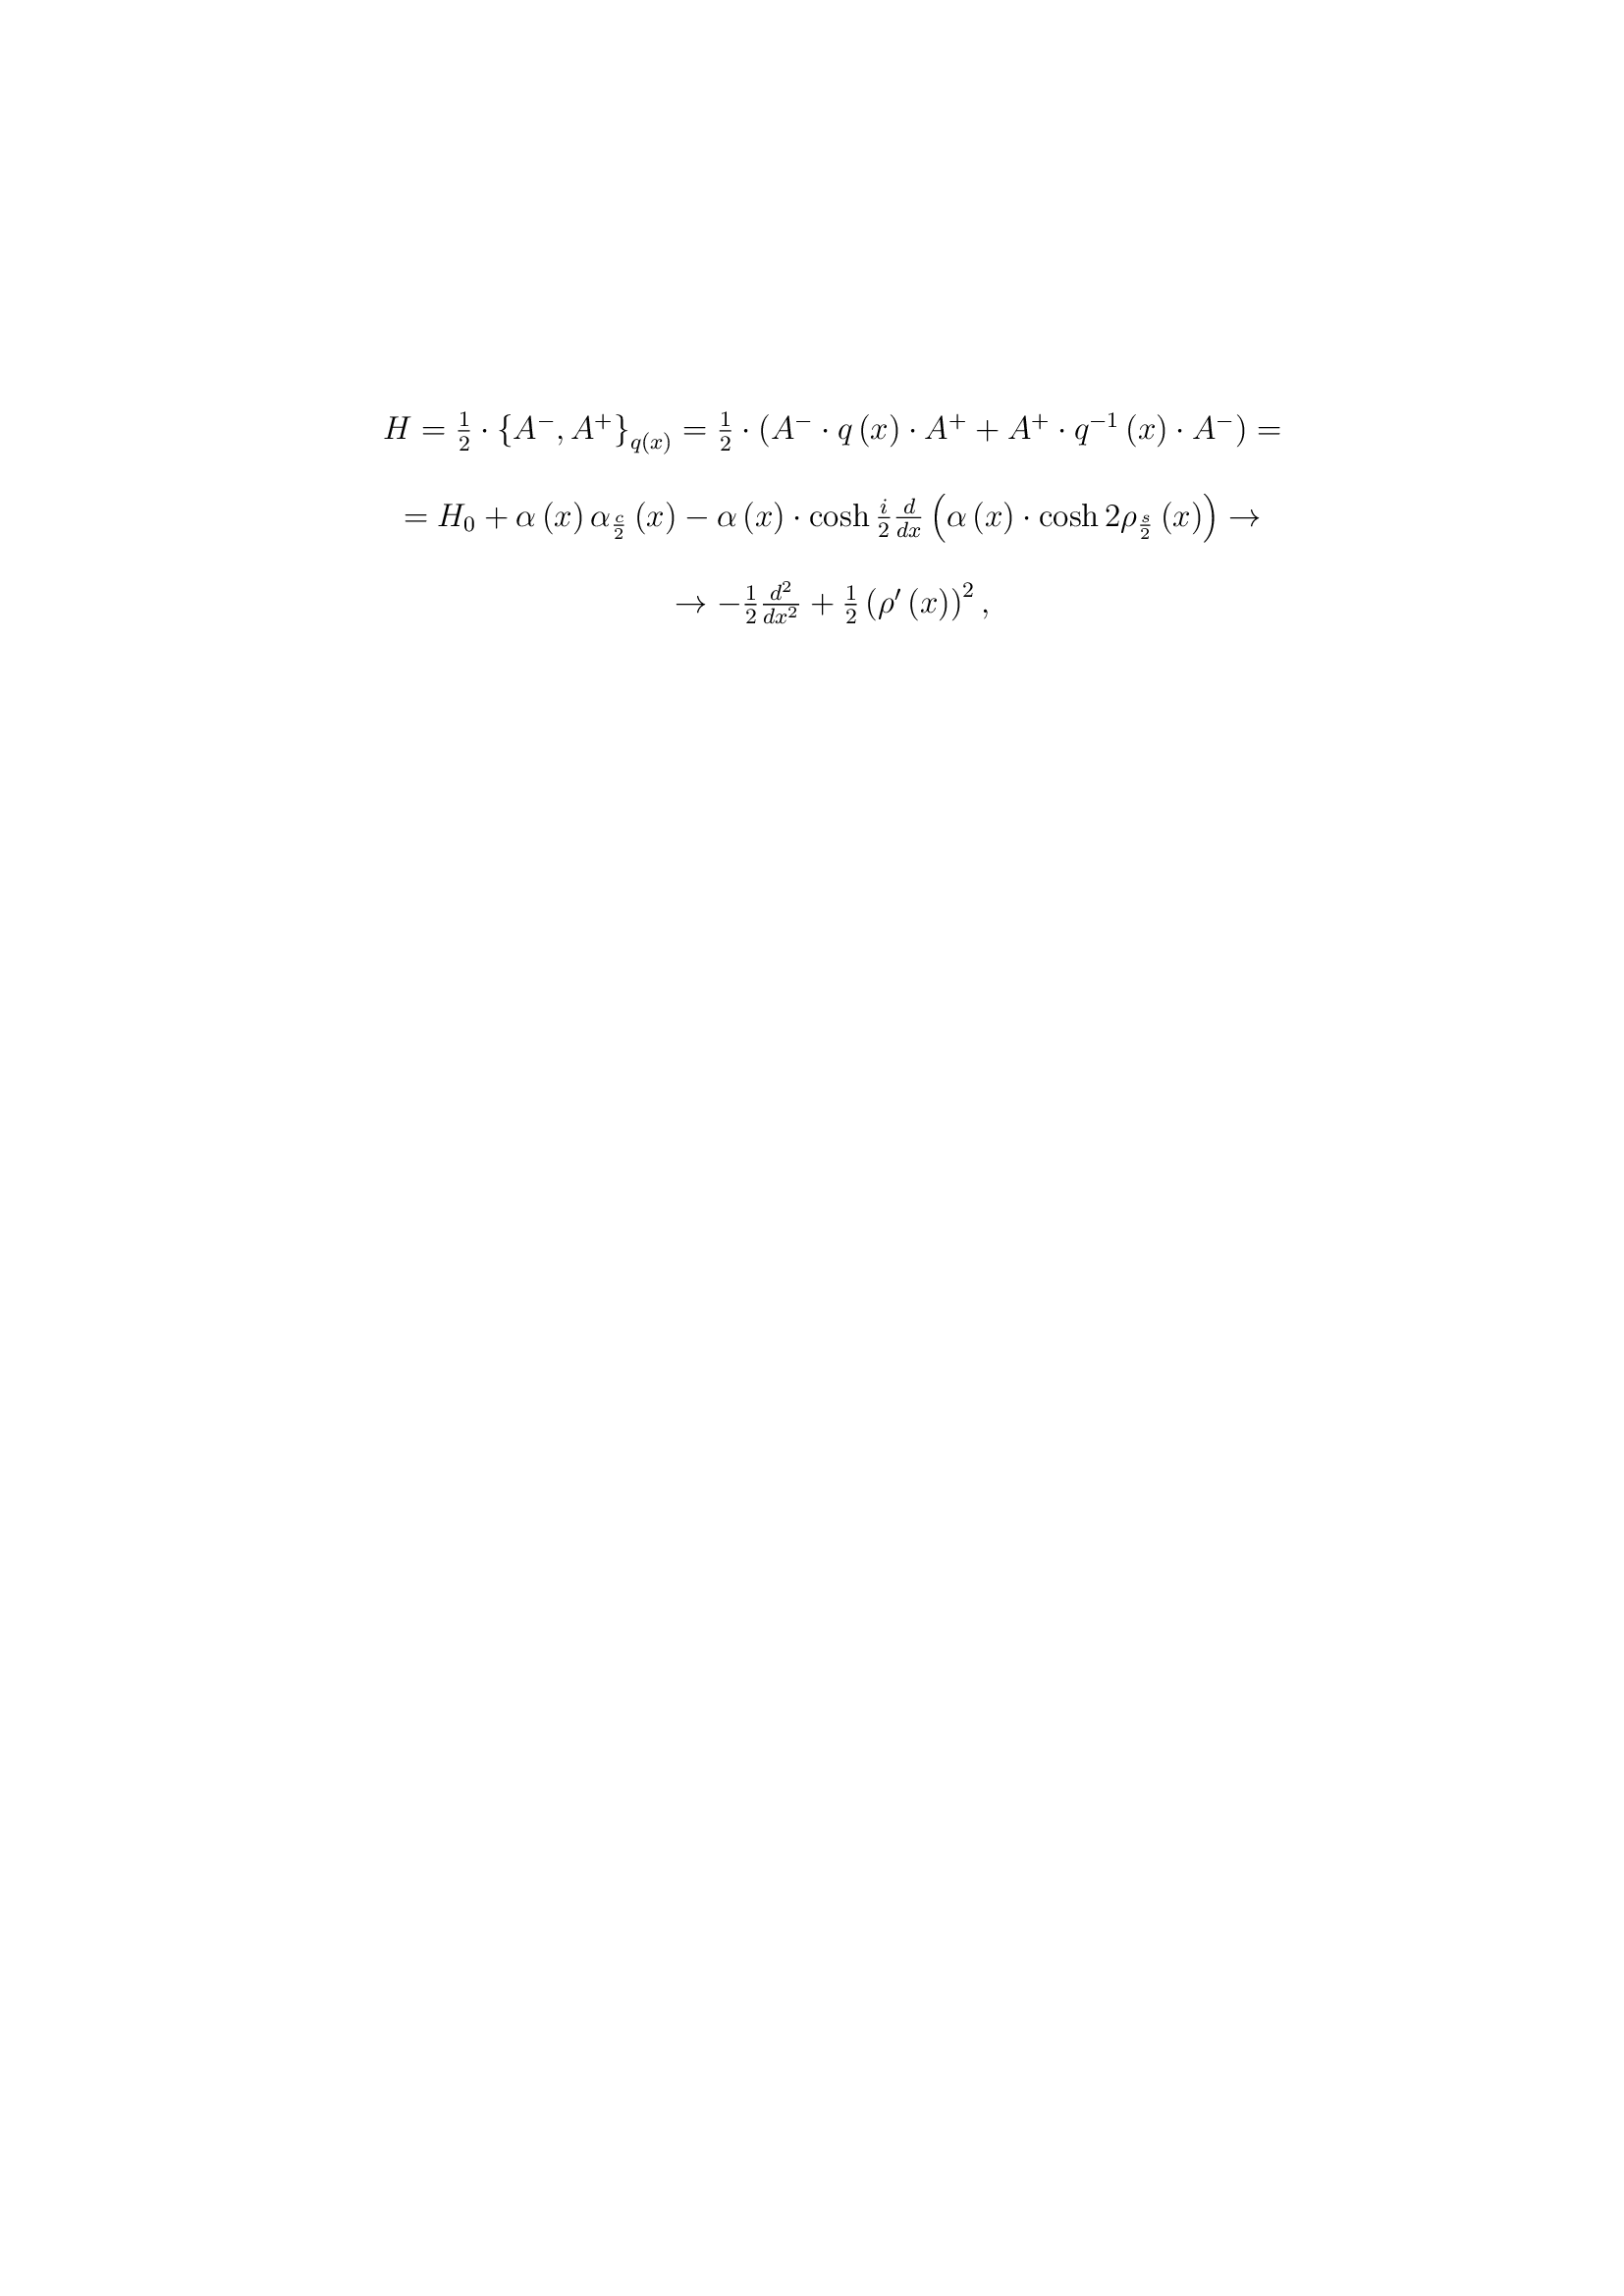 $H = \frac{1}{2} \cdot \{A^-, A^+\}_{q(x)} = \frac{1}{2} \cdot (A^- \cdot q(x) \cdot A^+ + A^+ \cdot q^{-1}(x) \cdot A^-) =$
$= H_0 + \alpha(x) \alpha_{\frac{c}{2}}(x) - \alpha(x) \cdot \cosh \frac{i}{2} \frac{d}{dx} \left( \alpha(x) \cdot \cosh 2\rho_{\frac{s}{2}}(x) \right) \rightarrow$
$\rightarrow -\frac{1}{2} \frac{d^2}{dx^2} + \frac{1}{2} (\rho'(x))^2 ,$